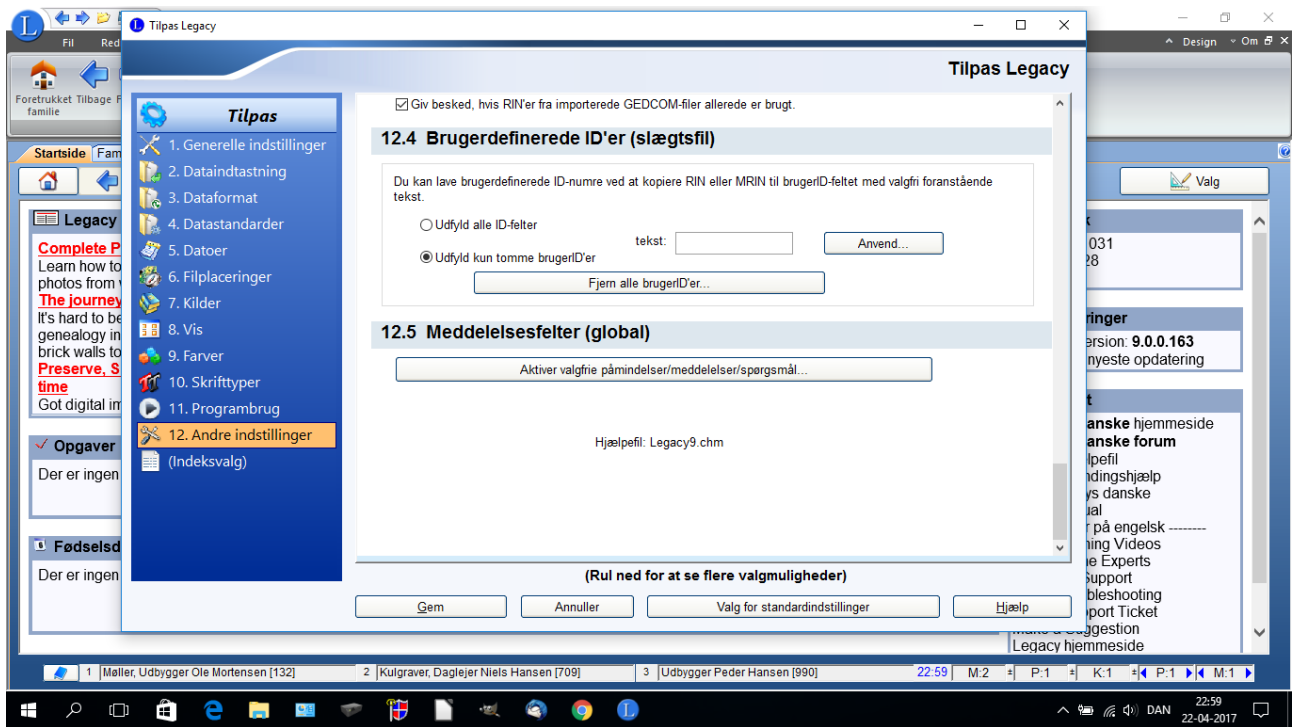 Tilpas Legacy
Fil
Red
Design
Om
Foretrukket Tilbage F
familie
Tilpas Legacy
Tilpas
1. Generelle indstillinger
2. Dataindtastning
3. Dataformat
4. Datastandarder
5. Datoer
6. Filplaceringer
7. Kilder
8. Vis
9. Farver
10. Skrifttyper
11. Programbrug
12. Andre indstillinger
(Indeksvalg)
Giv besked, hvis RIN'er fra importerede GEDCOM-filer allerede er brugt.
12.4 Brugerdefinerede ID'er (slægtsfil)
Du kan lave brugerdefinerede ID-numre ved at kopiere RIN eller MRIN til brugerID-feltet med valgfri foranstående
tekst.
Udfyld alle ID-felter
tekst:
Anvend...
Udfyld kun tomme brugerID'er
Fjern alle brugerID'er...
12.5 Meddelelsesfelter (global)
Aktiver valgfrie påmindelser/meddelelser/spørgsmål...
Hjælpefil: Legacy9.chm
(Rul ned for at se flere valgmuligheder)
Gem
Annuller
Valg for standardindstillinger
Hjælp
Startside
Fam
Legacy
Complete P
Learn how to
photos from
The journey
It's hard to be
genealogy in
brick walls to
Preserve, S
time
Got digital im
Opgaver
Der er ingen
Fødselsd
Der er ingen
Valg
031
28
ringer
ersion: 9.0.0.163
nyeste opdatering
anske hjemmeside
anske forum
lpefil
ndingshjælp
ys danske
ual
r på engelsk --------
ning Videos
e Experts
Support
bleshooting
port Ticket
Make a Suggestion
Legacy hjemmeside
1 Møller, Udbygger Ole Mortensen [132]
2 Kulgraver, Daglejer Niels Hansen [709]
3 Udbygger Peder Hansen [990]
22:59 M:2 P:1 K:1 P:1 M:1
DAN
22:59
22-04-2017